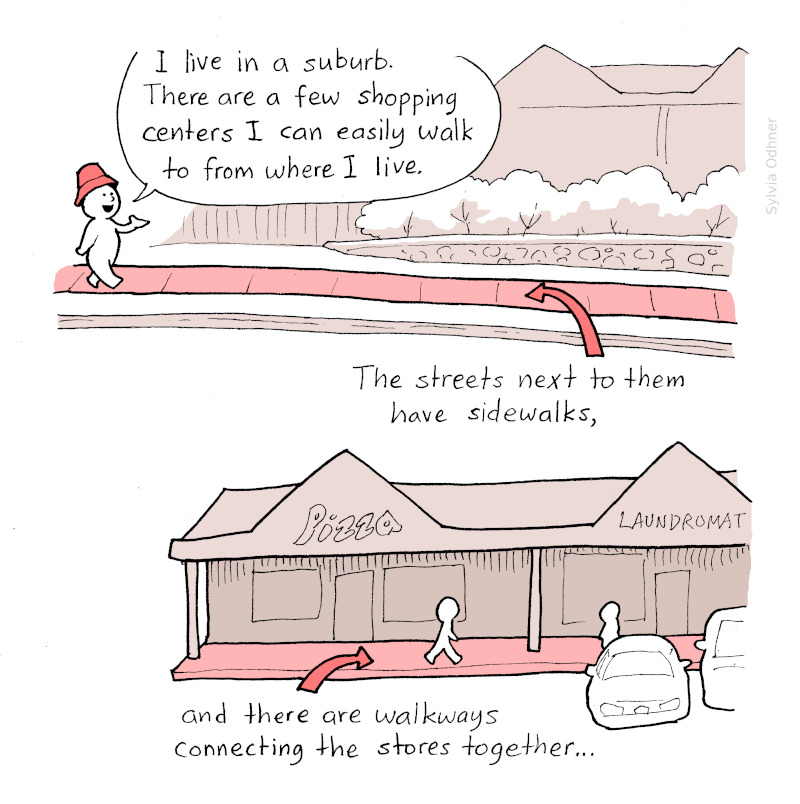 I live in a suburb.
There are a few shopping
centers I can easily walk
to from where I live.
Sylvia Odhner
The streets next to them
have sidewalks,
Pizza
LAUNDROMAT
and there are walkways
connecting the stores together...